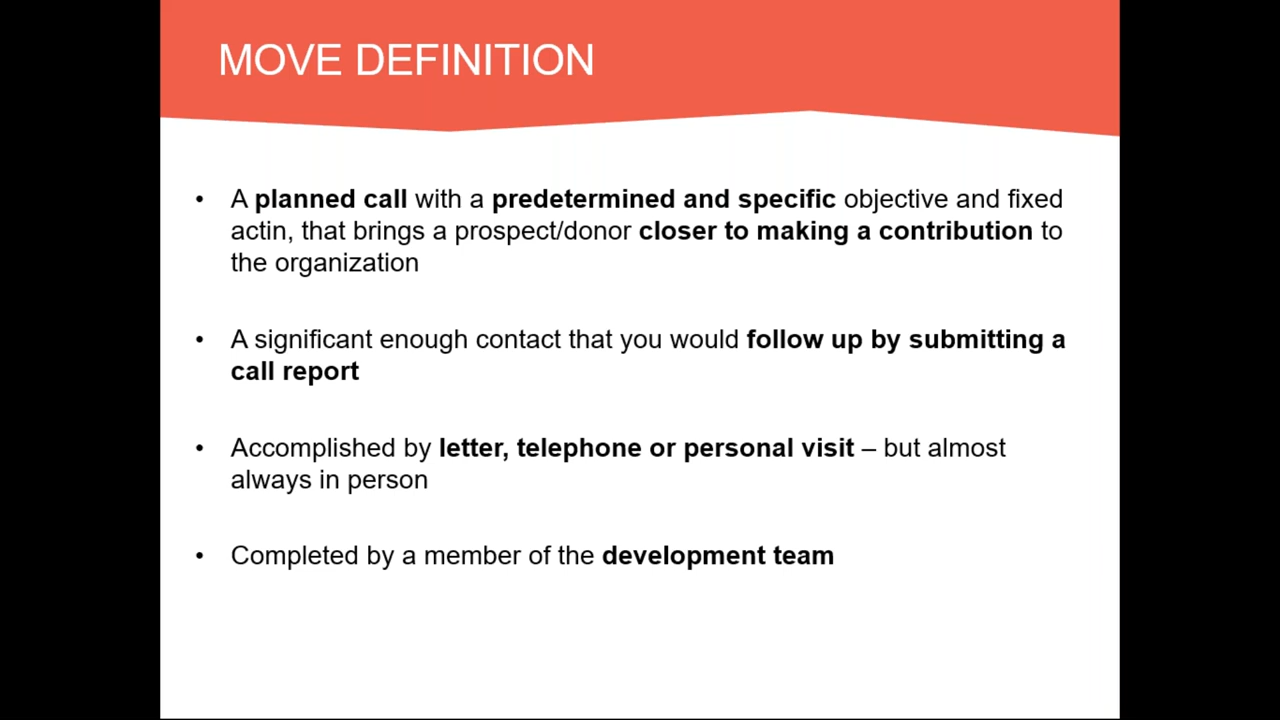 MOVE DEFINITION
• A planned call with a predetermined and specific objective and fixed
actin, that brings a prospect/donor closer to making a contribution to
the organization
• A significant enough contact that you would follow up by submitting a
call report
• Accomplished by letter, telephone or personal visit – but almost
always in person
• Completed by a member of the development team